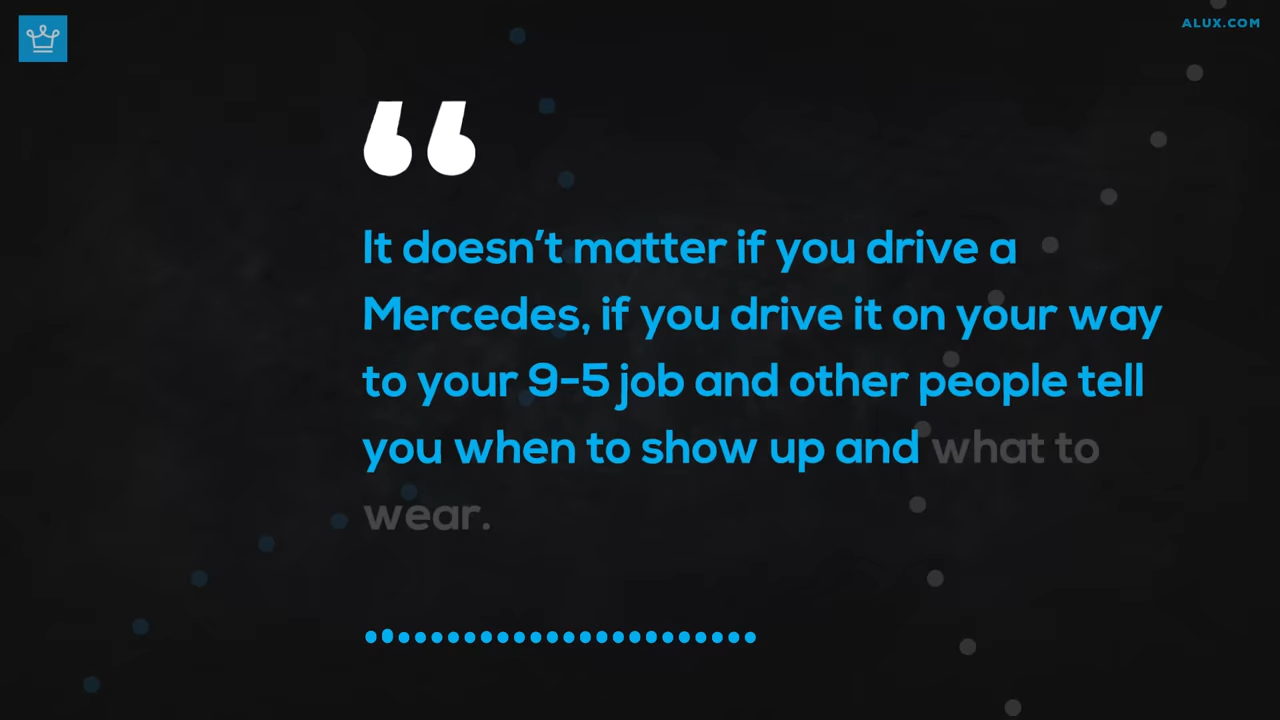 ALUX.COM
“
It doesn’t matter if you drive a
Mercedes, if you drive it on your way
to your 9-5 job and other people tell
you when to show up and what to
wear.